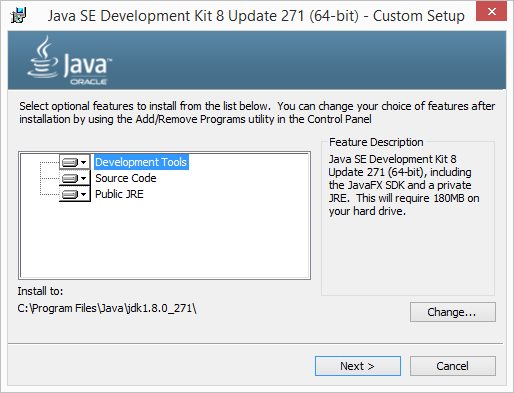 Java SE Development Kit 8 Update 271 (64-bit) - Custom Setup
Java™
ORACLE
Select optional features to install from the list below.  You can change your choice of features after
installation by using the Add/Remove Programs utility in the Control Panel
Development Tools
Source Code
Public JRE
Feature Description
Java SE Development Kit 8
Update 271 (64-bit), including
the JavaFX SDK and a private
JRE.  This will require 180MB on
your hard drive.
Install to:
C:\Program Files\Java\jdk1.8.0_271\
Change...
Next >
Cancel